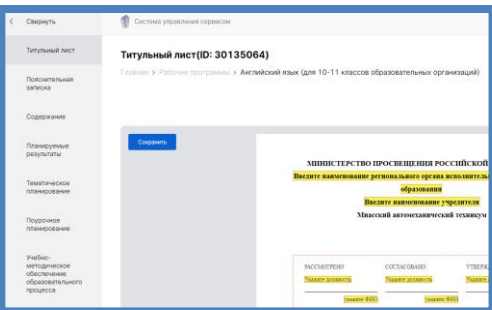 Свернуть
Система управления сервисом
Титульный лист
Титульный лист(ID: 30135064)
Главная > Рабочие программы > Английский язык (для 10-11 классов образовательных организаций)
Пояснительная
записка
Содержание
Планируемые
результаты
Тематическое
планирование
Поурочное
планирование
Учебно-
методическое
обеспечение
образовательного
процесса
Сохранить
МИНИСТЕРСТВО ПРОСВЕЩЕНИЯ РОССИЙСКОЙ
Введите наименование регионального органа исполнитель
образования
Введите наименование учредителя
Миасский автомеханический техникум
РАССМОТРЕНО СОГЛАСОВАНО УТВЕРЖ
Укажите должность Укажите должность Укажите
укажите ФИО укажите ФИО